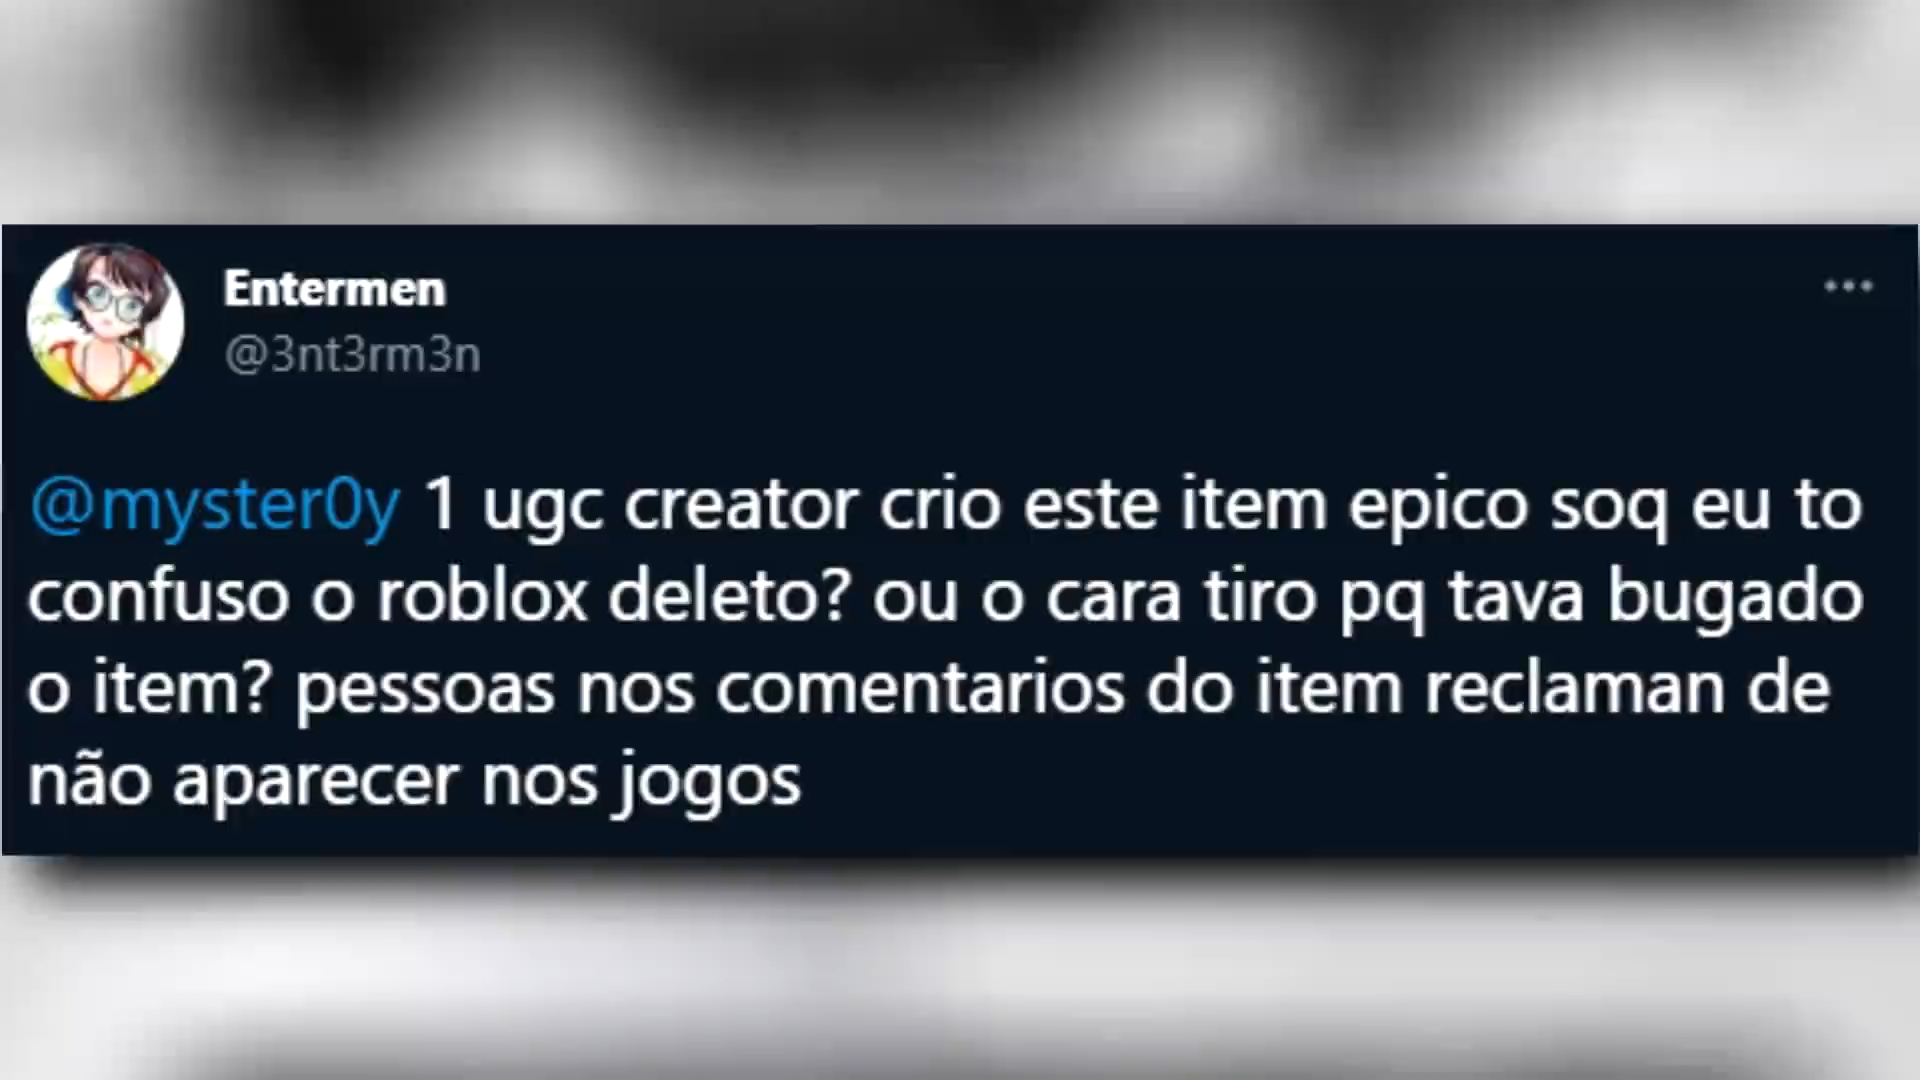 Entermen
@3nt3rm3n
@myster0y 1 ugc creator crio este item epico soq eu to
confuso o roblox deleto? ou o cara tiro pq tava bugado
o item? pessoas nos comentarios do item reclaman de
não aparecer nos jogos